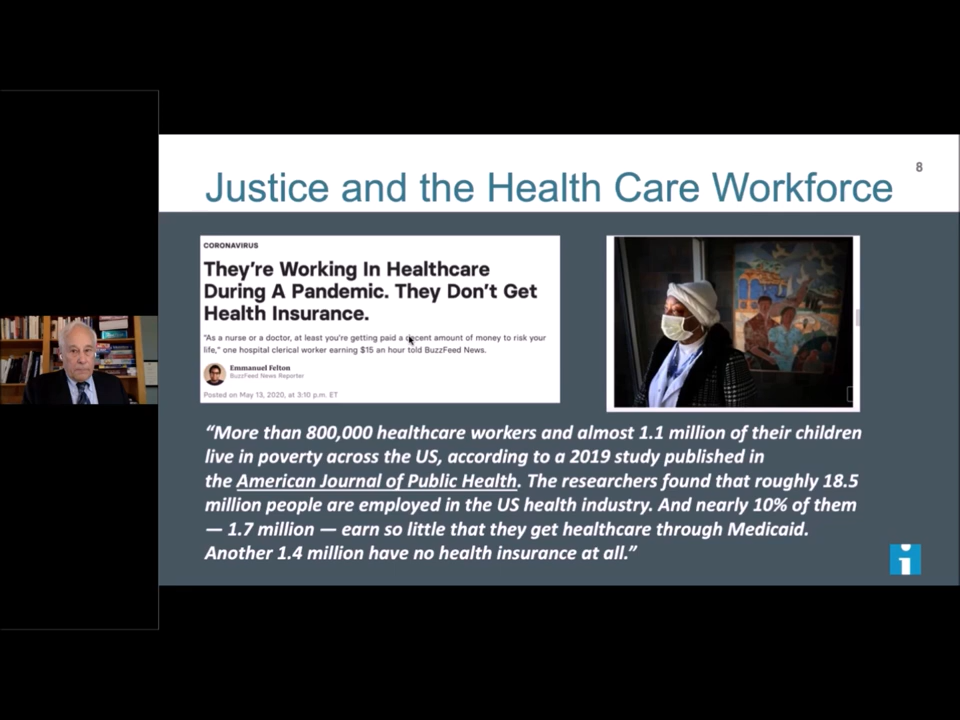 8
Justice and the Health Care Workforce
CORONAVIRUS
They're Working In Healthcare
During A Pandemic. They Don't Get
Health Insurance.
"As a nurse or a doctor, at least you're getting paid a decent amount of money to risk your
life," one hospital clerical worker earning $15 an hour told BuzzFeed News.
Emmanuel Felton
BuzzFeed News Reporter
Posted on May 13, 2020, at 3:10 p.m. ET
“More than 800,000 healthcare workers and almost 1.1 million of their children
live in poverty across the US, according to a 2019 study published in
the American Journal of Public Health. The researchers found that roughly 18.5
million people are employed in the US health industry. And nearly 10% of them
— 1.7 million — earn so little that they get healthcare through Medicaid.
Another 1.4 million have no health insurance at all.”
i